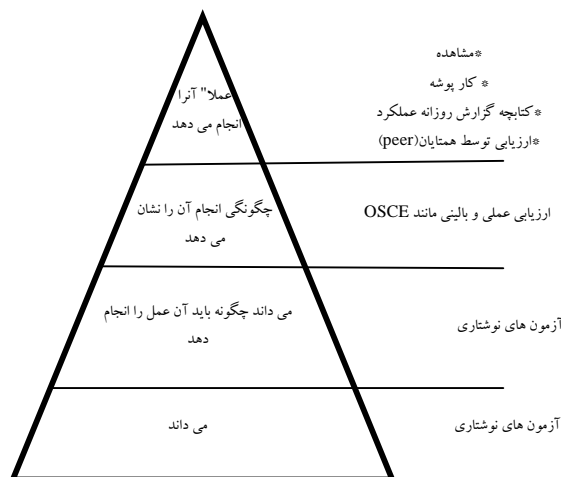 *مشاهده
* کار پوشه
*کتابچه گزارش روزانه عملکرد
*ارزیابی توسط همتایان(peer)
عملا" آنرا
انجام می دهد
ارزیابی عملی و بالینی مانند OSCE
چگونگی انجام آن را نشان
می دهد
آزمون های نوشتاری
می داند چگونه باید آن عمل را انجام
دهد
آزمون های نوشتاری
می داند